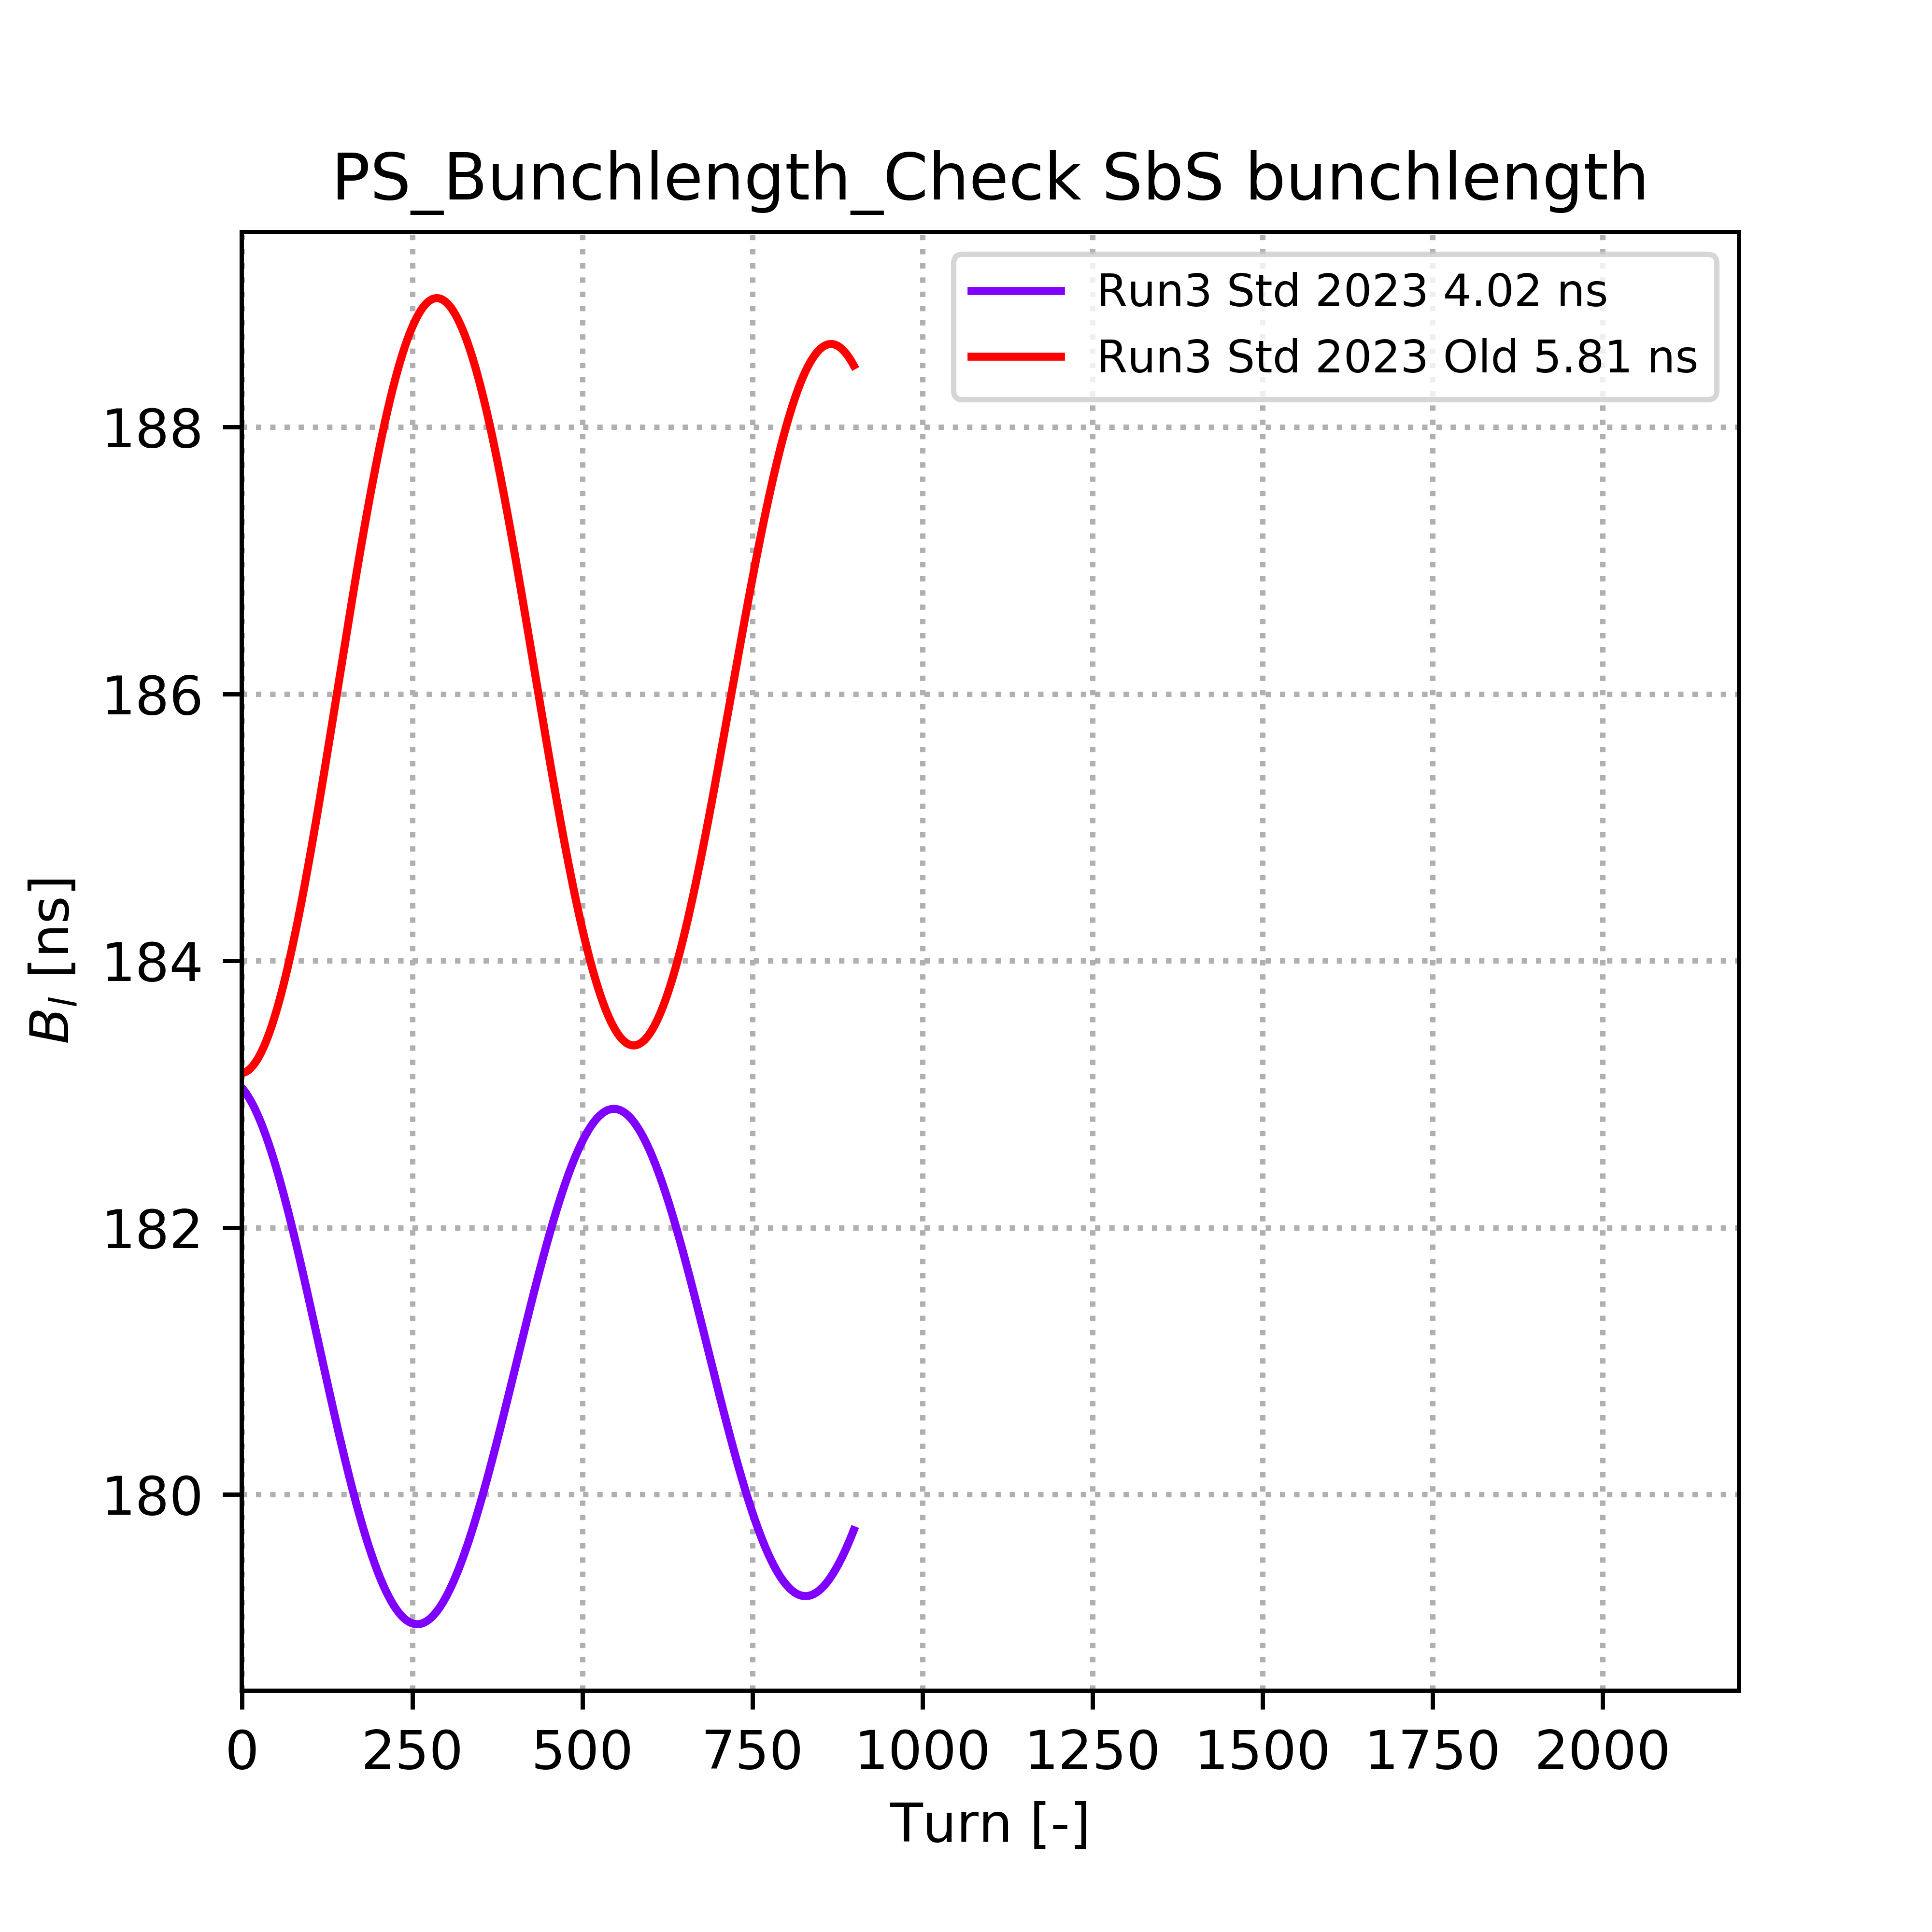 PS_Bunchlength_Check SbS bunchlength
Run3 Std 2023 4.02 ns
Run3 Std 2023 Old 5.81 ns
188
186
184
182
180
B_l [ns]
0 250 500 750 1000 1250 1500 1750 2000
Turn [-]